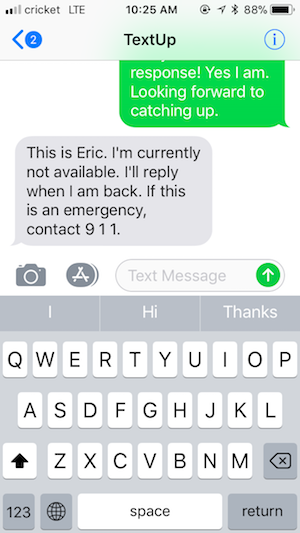 cricket LTE 10:25 AM 88%
2 TextUp i
response! Yes I am.
Looking forward to
catching up.
This is Eric. I'm currently
not available. I'll reply
when I am back. If this
is an emergency,
contact 9 1 1.
Text Message
I Hi Thanks
Q W E R T Y U I O P
A S D F G H J K L
Z X C V B N M
123 space return